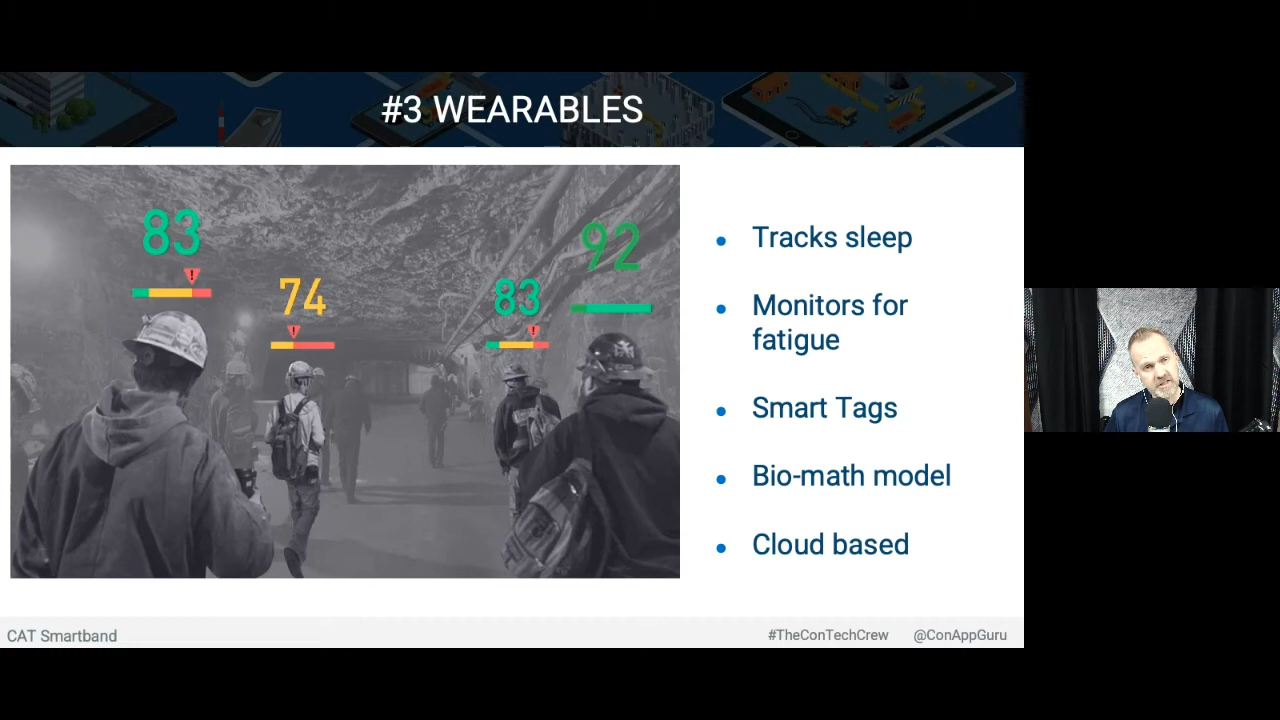 #3 WEARABLES
83
92
74
83
!
!
!
Tracks sleep
Monitors for
fatigue
Smart Tags
Bio-math model
Cloud based
CAT Smartband
#TheConTechCrew @ConAppGuru